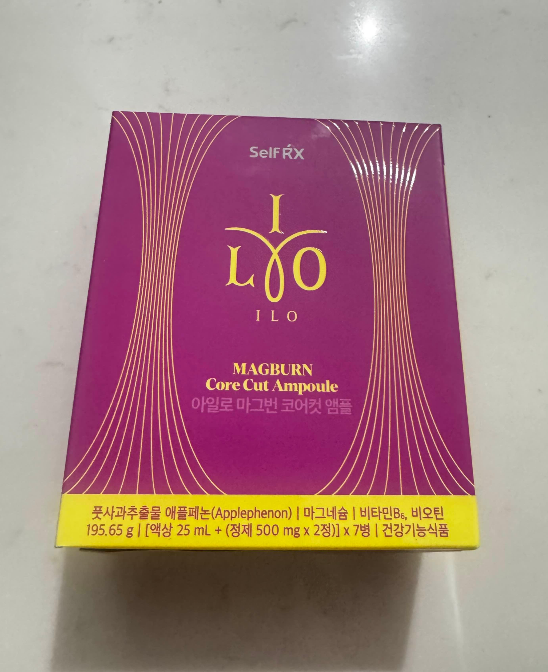 Self ŔX
I
L O
ILO
MAGBURN
Core Cut Ampoule
아일로 마그번 코어컷 앰플
풋사과추출물 애플페논(Applephenon) | 마그네슘 | 비타민B₆, 비오틴
195.65 g | [액상 25 mL + (정제 500 mg x 2정)] x 7병 | 건강기능식품